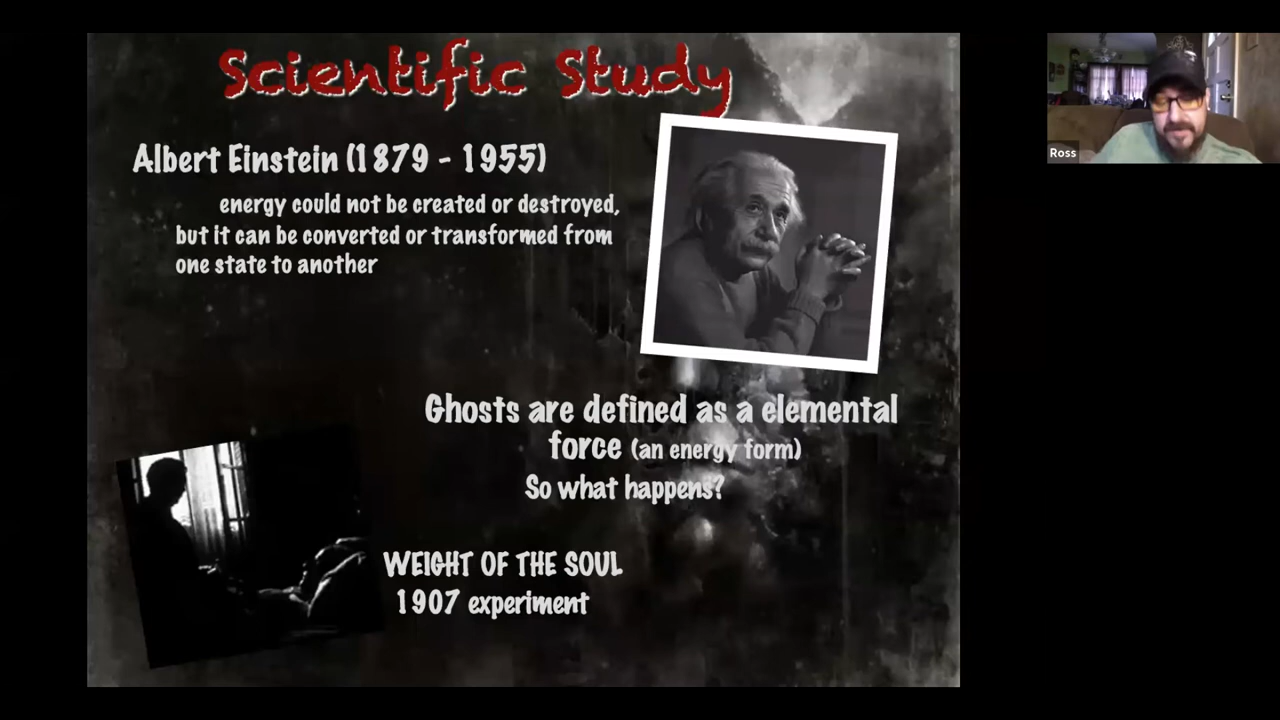 Scientific Study
Albert Einstein (1879 - 1955)
energy could not be created or destroyed,
but it can be converted or transformed from
one state to another
Ghosts are defined as a elemental
force (an energy form)
So what happens?
WEIGHT OF THE SOUL
1907 experiment
Ross